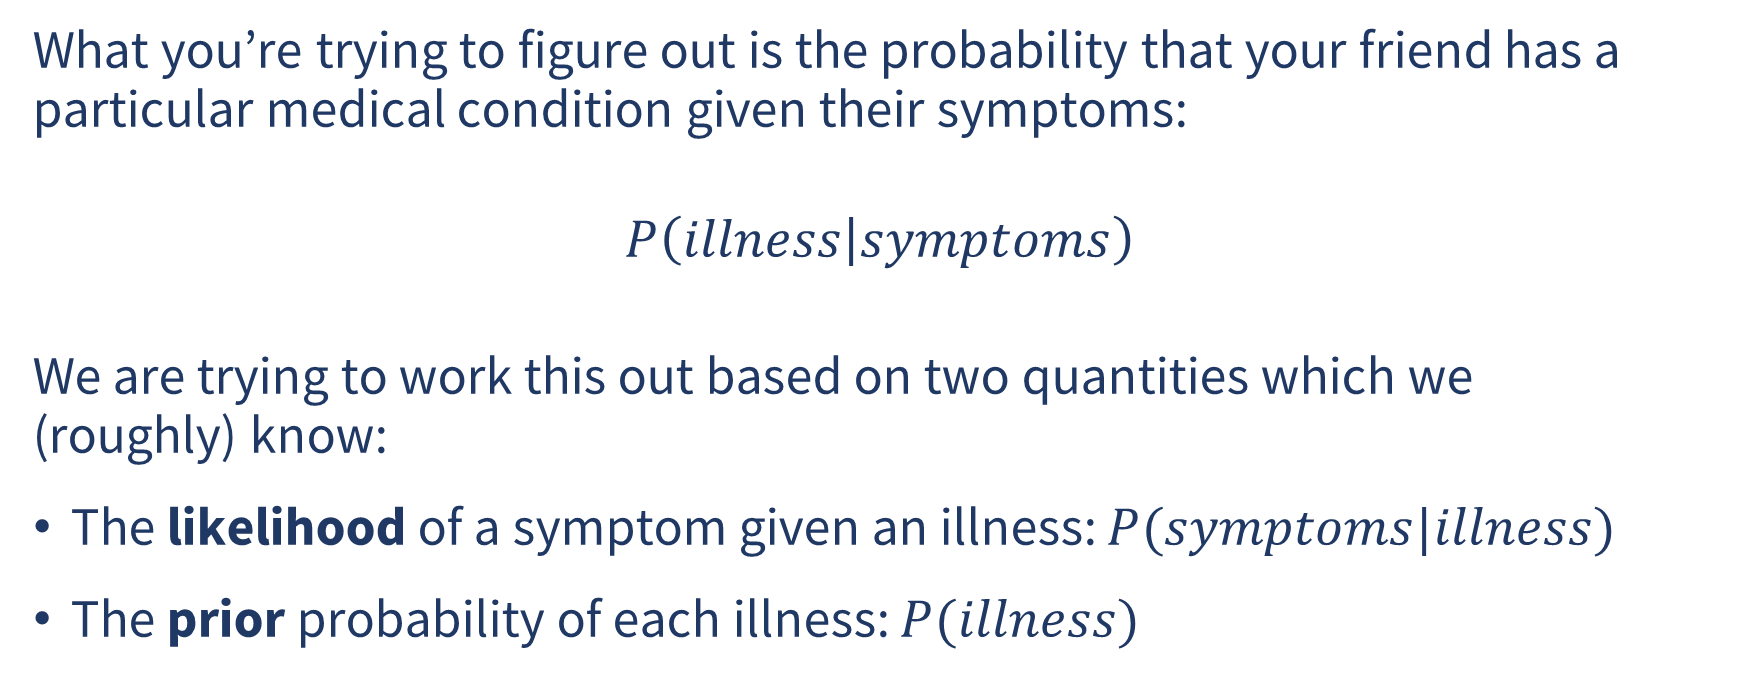 What you’re trying to figure out is the probability that your friend has a
particular medical condition given their symptoms:
P(illness|symptoms)
We are trying to work this out based on two quantities which we
(roughly) know:
• The likelihood of a symptom given an illness: P(symptoms|illness)
• The prior probability of each illness: P(illness)